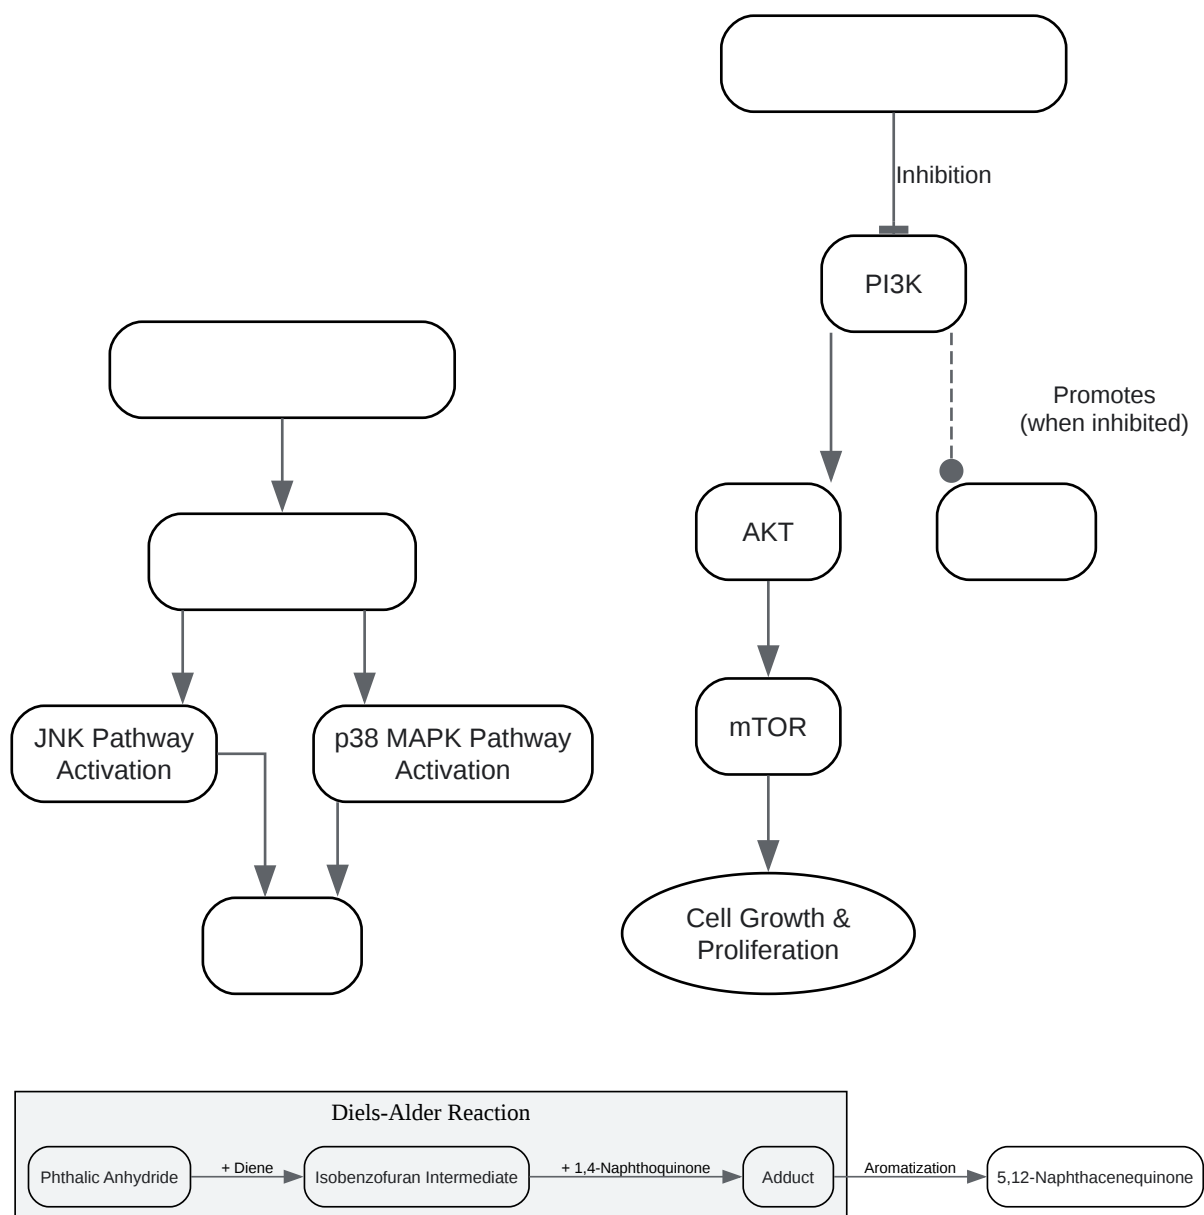 Inhibition
PI3K
Promotes
(when inhibited)
AKT
JNK Pathway
Activation
p38 MAPK Pathway
Activation
mTOR
Cell Growth &
Proliferation
Diels-Alder Reaction
Phthalic Anhydride
+ Diene
Isobenzofuran Intermediate
+ 1,4-Naphthoquinone
Adduct
Aromatization
5,12-Naphthacenequinone